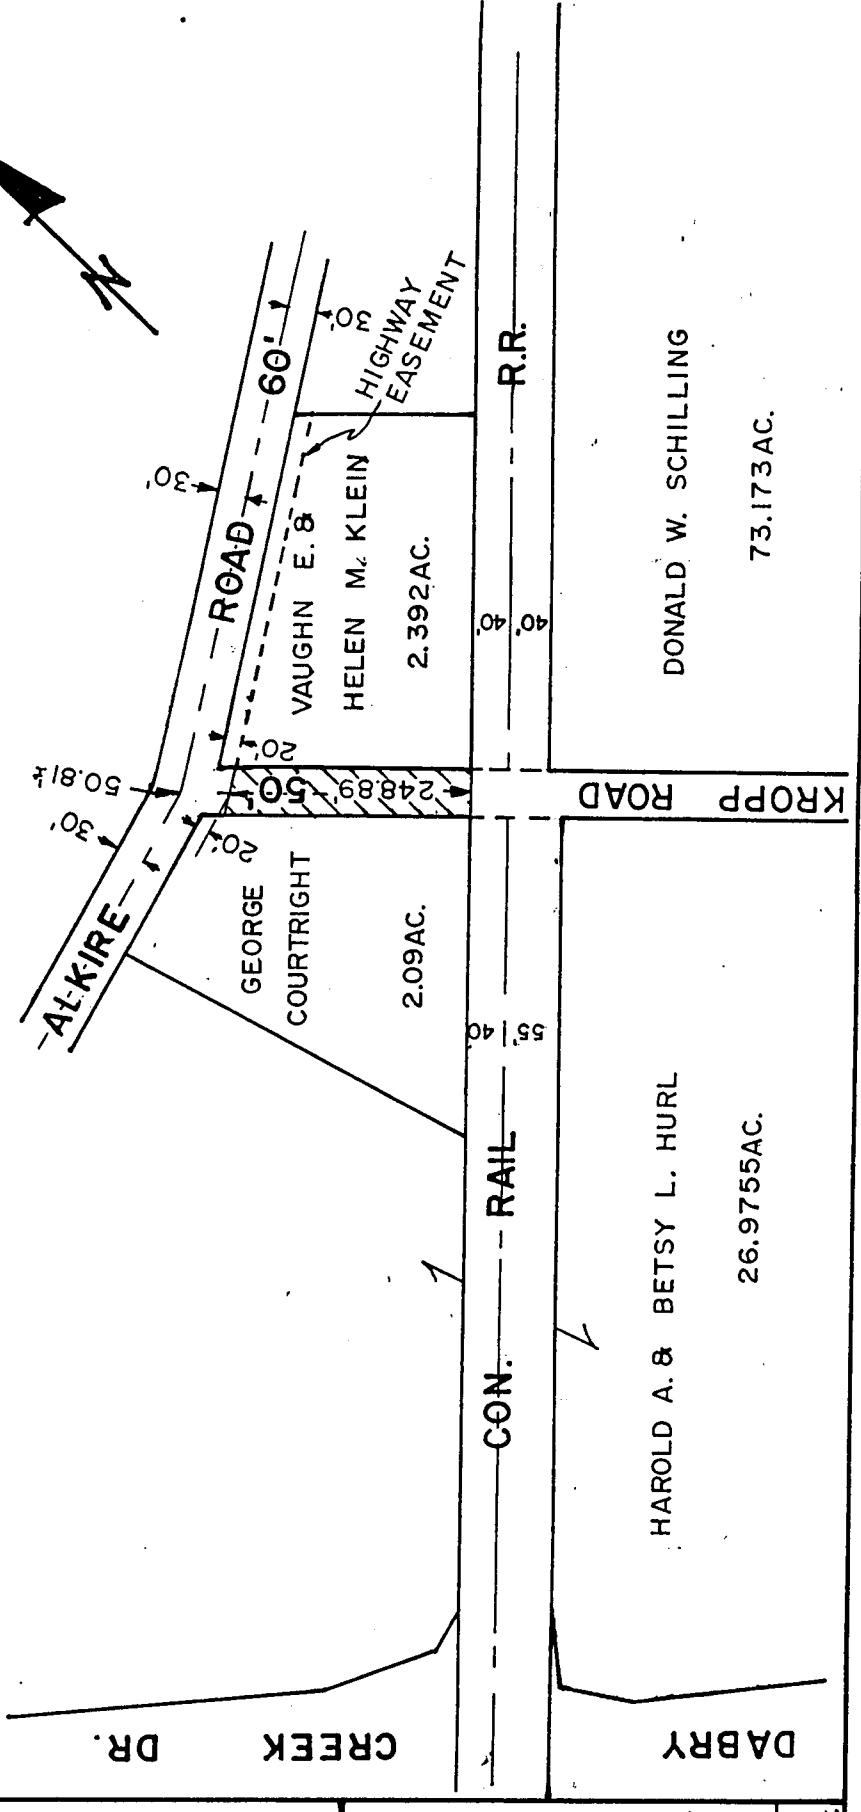 N
ALKIRE ROAD 60'
30'
30'
30'
50.81'±
20'
20'
HIGHWAY
EASEMENT
VAUGHN E. &
HELEN M. KLEIN
2.392AC.
50'
248.89'
GEORGE
COURTRIGHT
2.09AC.
CON. RAIL R.R.
40'
40'
55'
40
KROPP ROAD
DONALD W. SCHILLING
73.173AC.
HAROLD A. & BETSY L. HURL
26.9755AC.
DABRY CREEK DR.